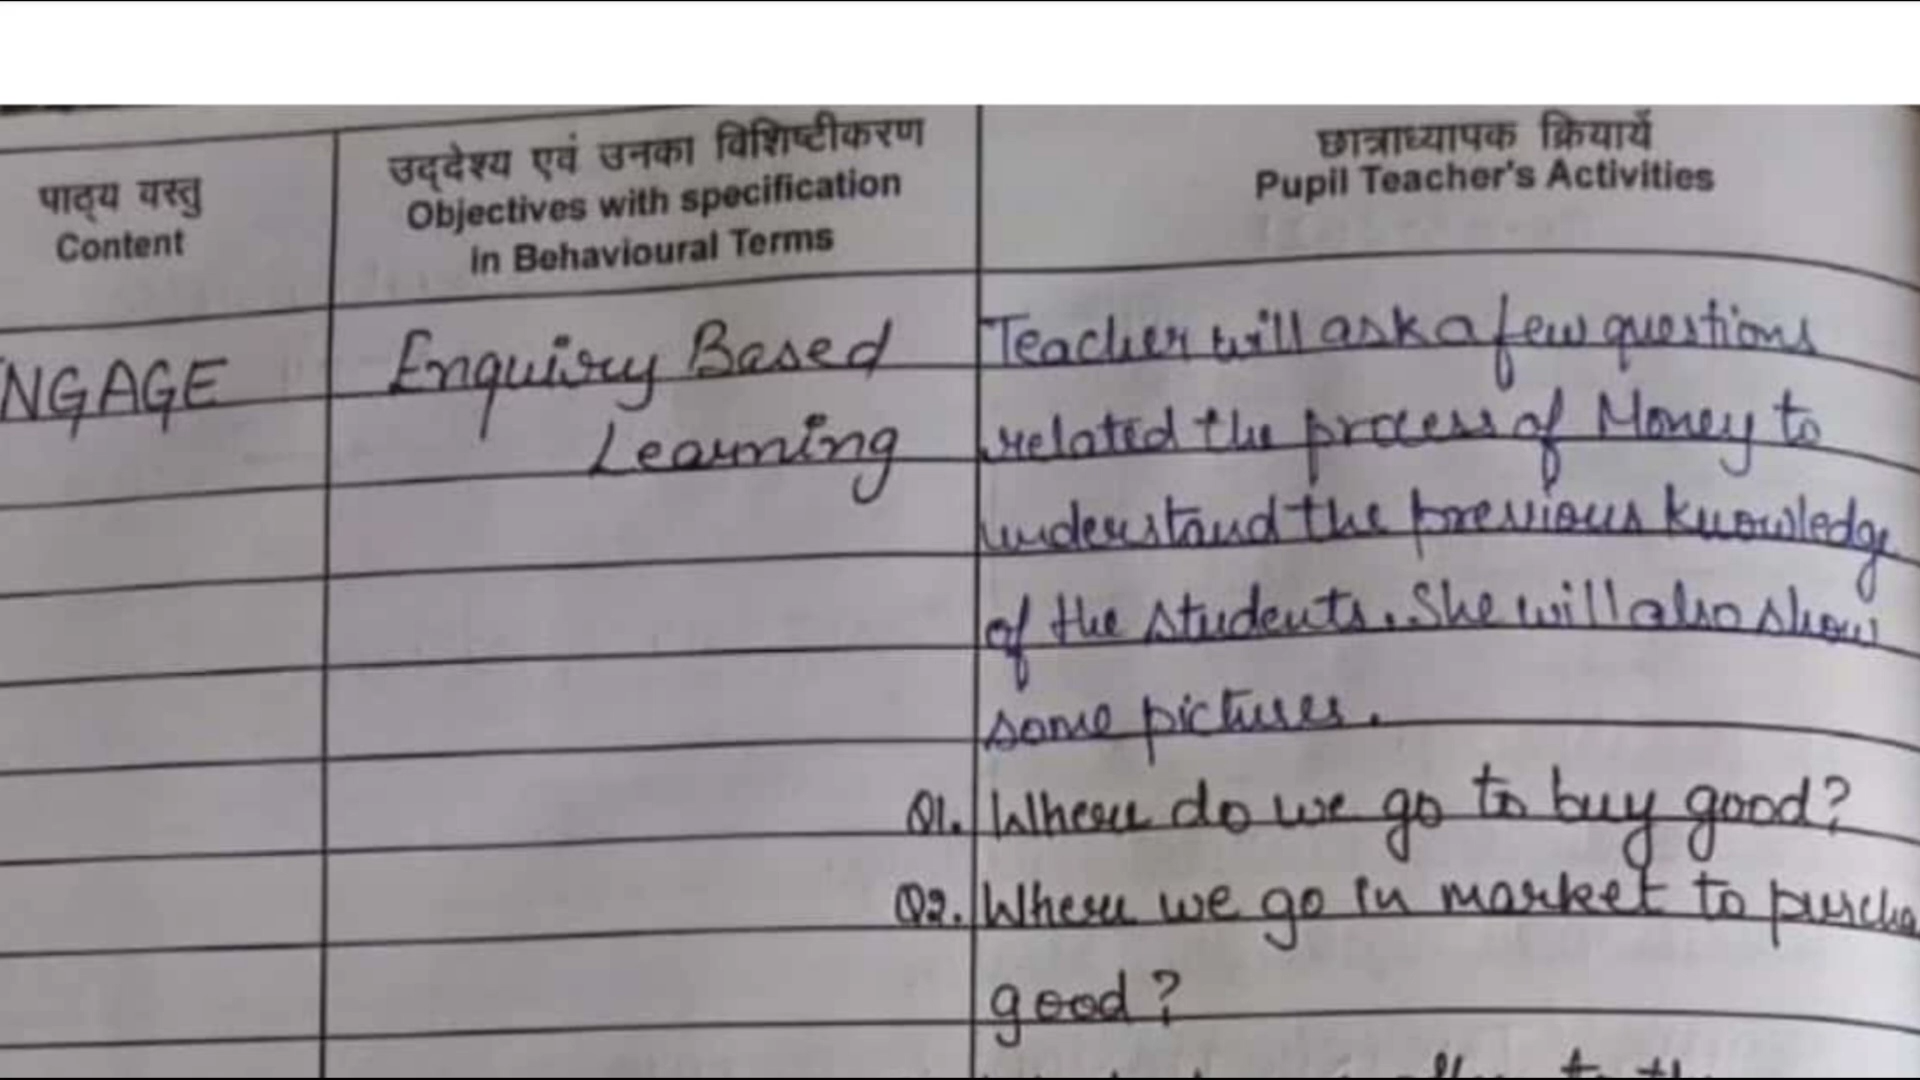 पाठ्य वस्तु
Content
उद्देश्य एवं उनका विशिष्टीकरण
Objectives with specification
in Behavioural Terms
छात्राध्यापक क्रियायें
Pupil Teacher's Activities
NGAGE
Enquiry Based
Learning
Teacher will ask a few questions
related the process of Money to
understand the previous knowledge
of the students. She will also show
some pictures.
Q1. Where do we go to buy good?
Q2. Where we go in market to purcha
good?